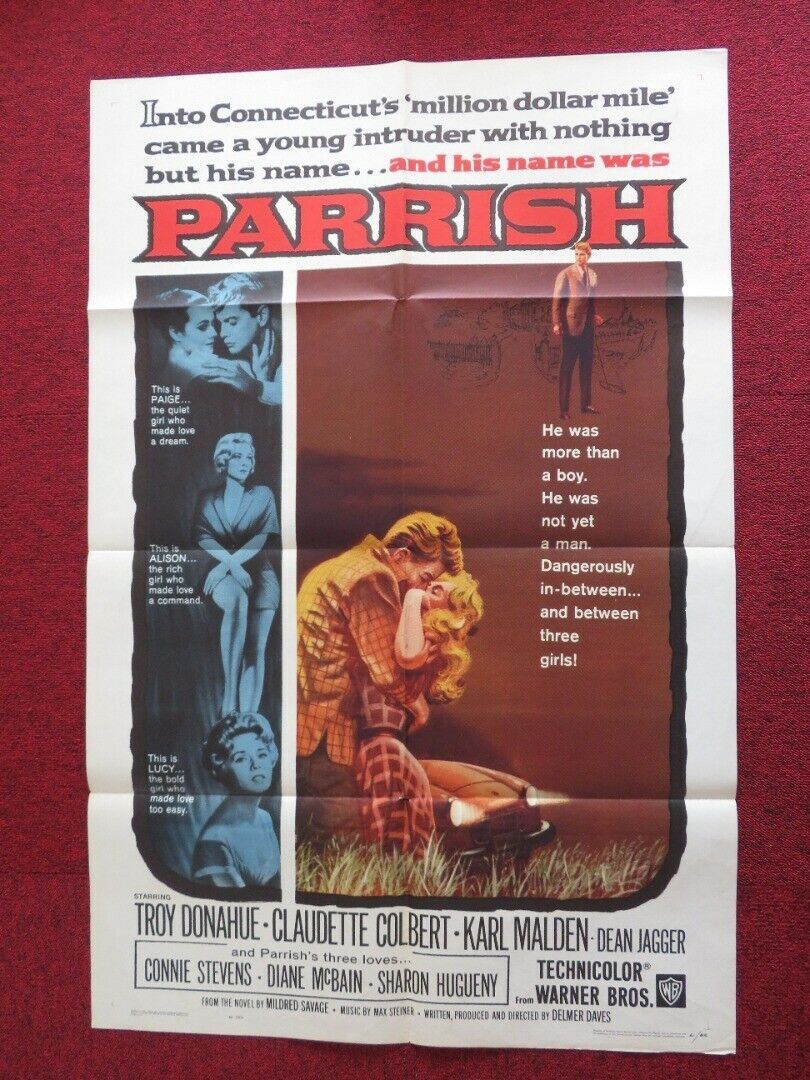 Into Connecticut's 'million dollar mile'
came a young intruder with nothing
but his name...and his name was
PARRISH
This is
PAIGE...
the quiet
girl who
made love
a dream.
This is
ALISON...
the rich
girl who
made love
a command.
This is
LUCY...
the bold
girl who
made love
too easy.
He was
more than
a boy.
He was
not yet
a man.
Dangerously
in-between...
and between
three
girls!
STARRING
TROY DONAHUE · CLAUDETTE COLBERT · KARL MALDEN · DEAN JAGGER
and Parrish's three loves...
CONNIE STEVENS · DIANE McBAIN · SHARON HUGUENY
TECHNICOLOR®
From WARNER BROS. WB
FROM THE NOVEL BY MILDRED SAVAGE · MUSIC BY MAX STEINER · WRITTEN, PRODUCED AND DIRECTED BY DELMER DAVES